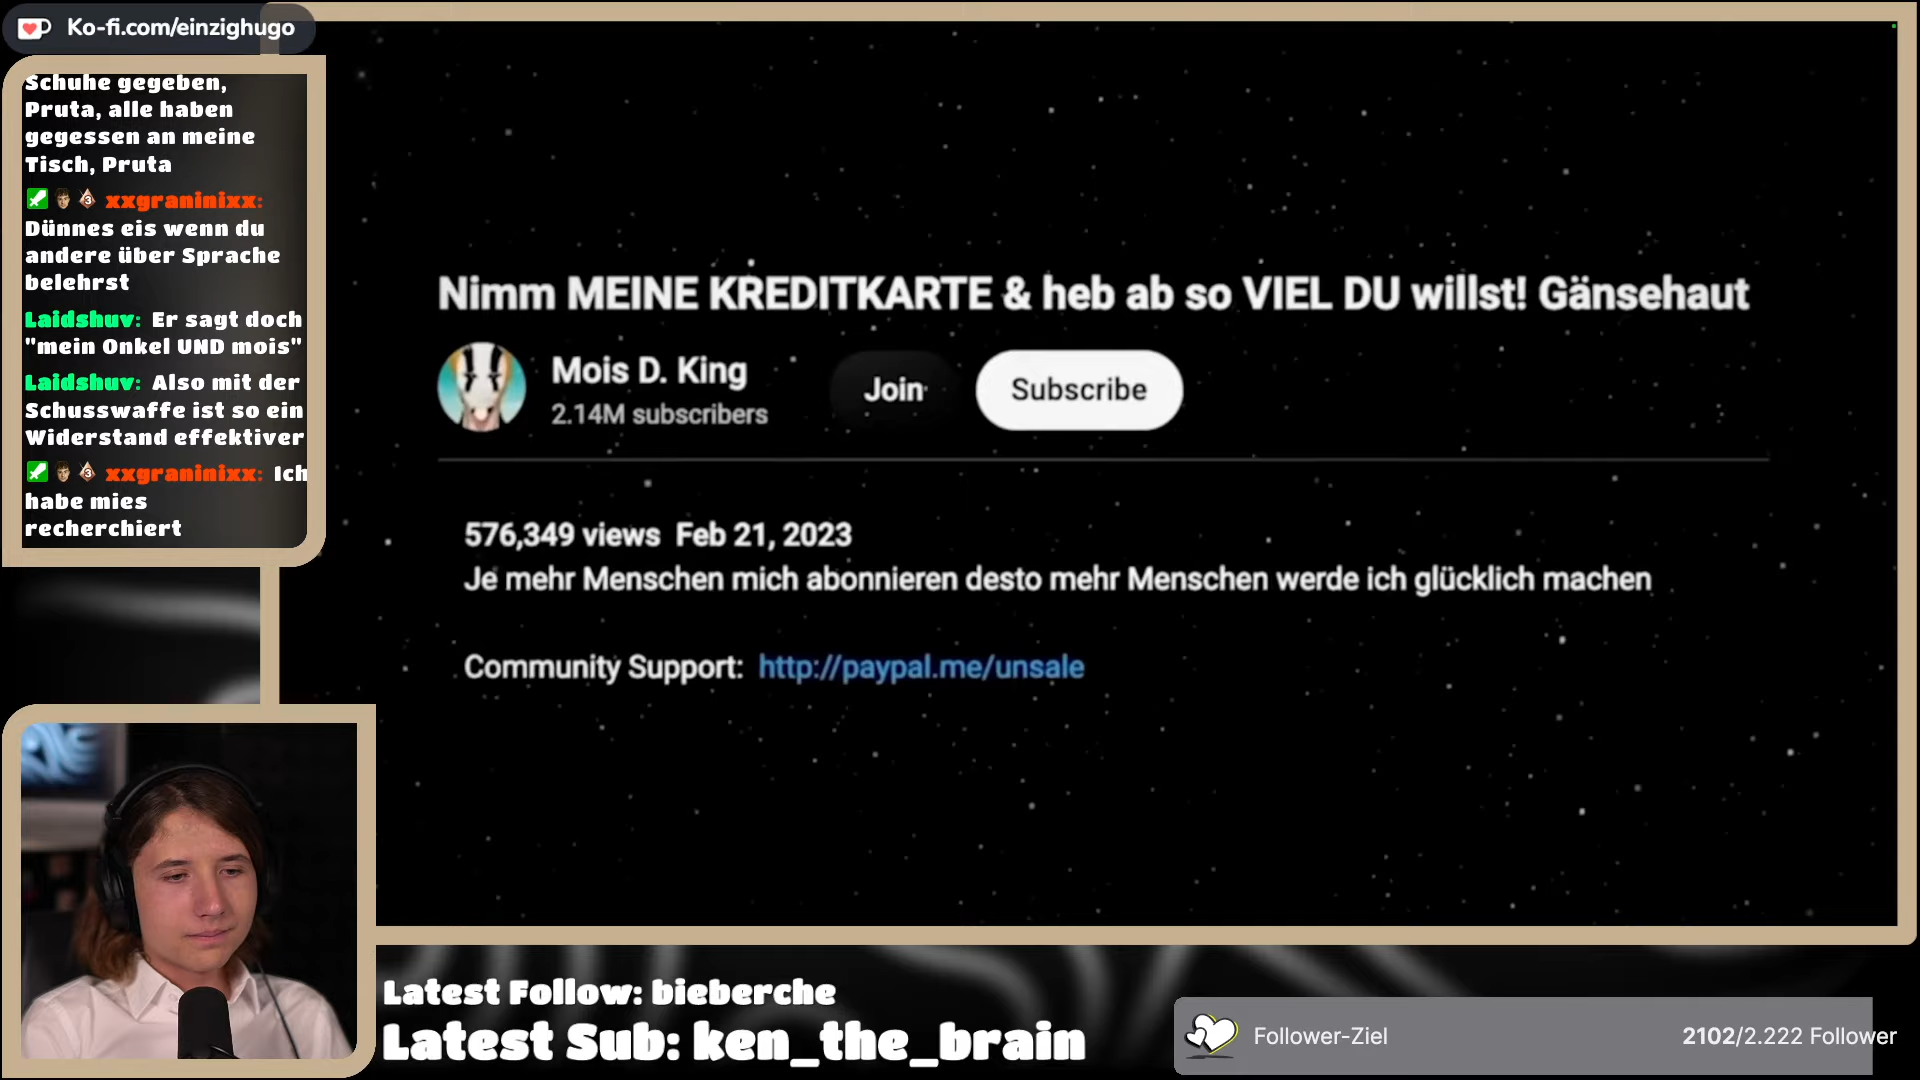 Ko-fi.com/einzighugo
Schuhe gegeben,
Pruta, alle haben
gegessen an meine
Tisch, Pruta
xxgraninixx:
Dünnes eis wenn du
andere über Sprache
belehrst
Laidshuv: Er sagt doch
"mein Onkel UND mois"
Laidshuv: Also mit der
Schusswaffe ist so ein
Widerstand effektiver
3 xxgraninixx: Ich
habe mies
recherchiert
Nimm MEINE KREDITKARTE & heb ab so VIEL DU willst! Gänsehaut
Mois D. King
2.14M subscribers
Join
Subscribe
576,349 views Feb 21, 2023
Je mehr Menschen mich abonnieren desto mehr Menschen werde ich glücklich machen
Community Support: http://paypal.me/unsale
Latest Follow: bieberche
Latest Sub: ken_the_brain
Follower-Ziel
2102/2.222 Follower